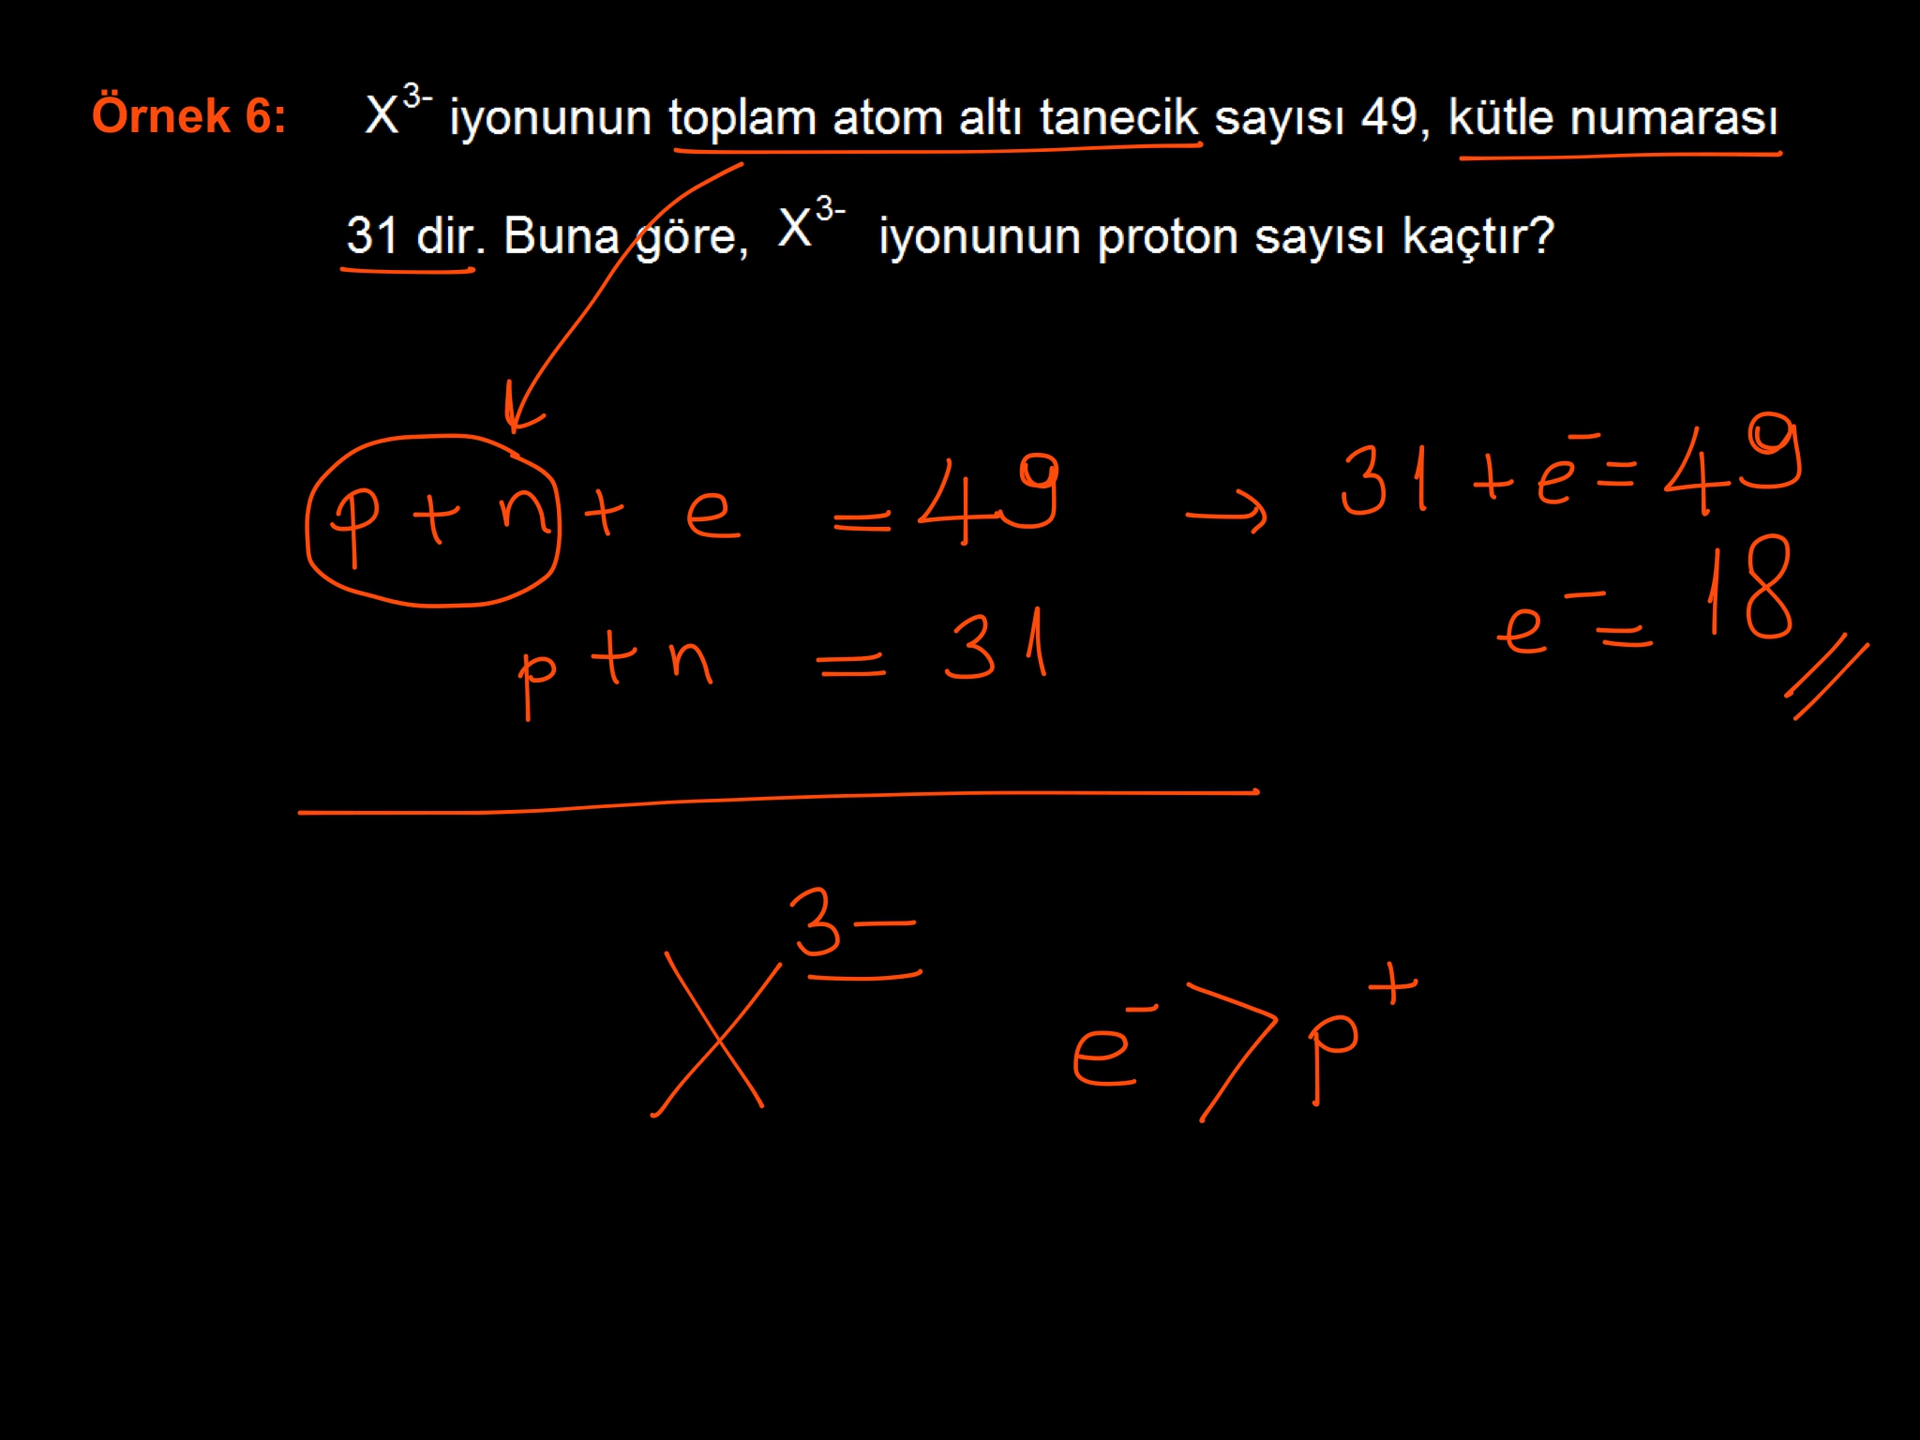 Örnek 6: X³⁻ iyonunun toplam atom altı tanecik sayısı 49, kütle numarası
31 dir. Buna göre, X³⁻ iyonunun proton sayısı kaçtır?
p + n + e = 49 → 31 + e⁻ = 49
p + n = 31
e⁻ = 18 //
X³⁻ e⁻ > p⁺